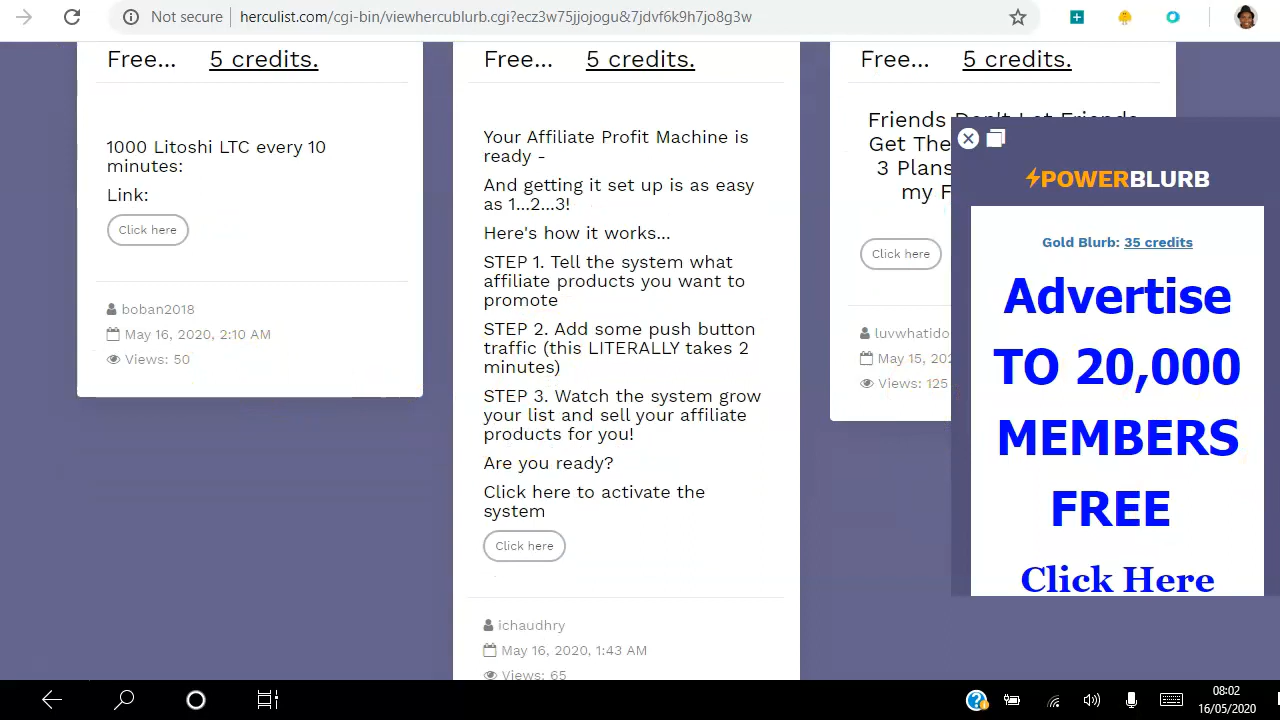 Not secure herculist.com/cgi-bin/viewhercublurb.cgi?ecz3w75jjojogu&7jdvf6k9h7jo8g3w
Free... 5 credits.
1000 Litoshi LTC every 10
minutes:
Link:
Click here
boban2018
May 16, 2020, 2:10 AM
Views: 50
Free... 5 credits.
Your Affiliate Profit Machine is
ready -
And getting it set up is as easy
as 1...2...3!
Here's how it works...
STEP 1. Tell the system what
affiliate products you want to
promote
STEP 2. Add some push button
traffic (this LITERALLY takes 2
minutes)
STEP 3. Watch the system grow
your list and sell your affiliate
products for you!
Are you ready?
Click here to activate the
system
Click here
ichaudhry
May 16, 2020, 1:43 AM
Views: 65
Free... 5 credits.
Friends Don't Let Friends
Get The
3 Plans
my F
Click here
luvwhatido
May 15, 202
Views: 125
POWERBLURB
Gold Blurb: 35 credits
Advertise
TO 20,000
MEMBERS
FREE
Click Here
08:02
16/05/2020